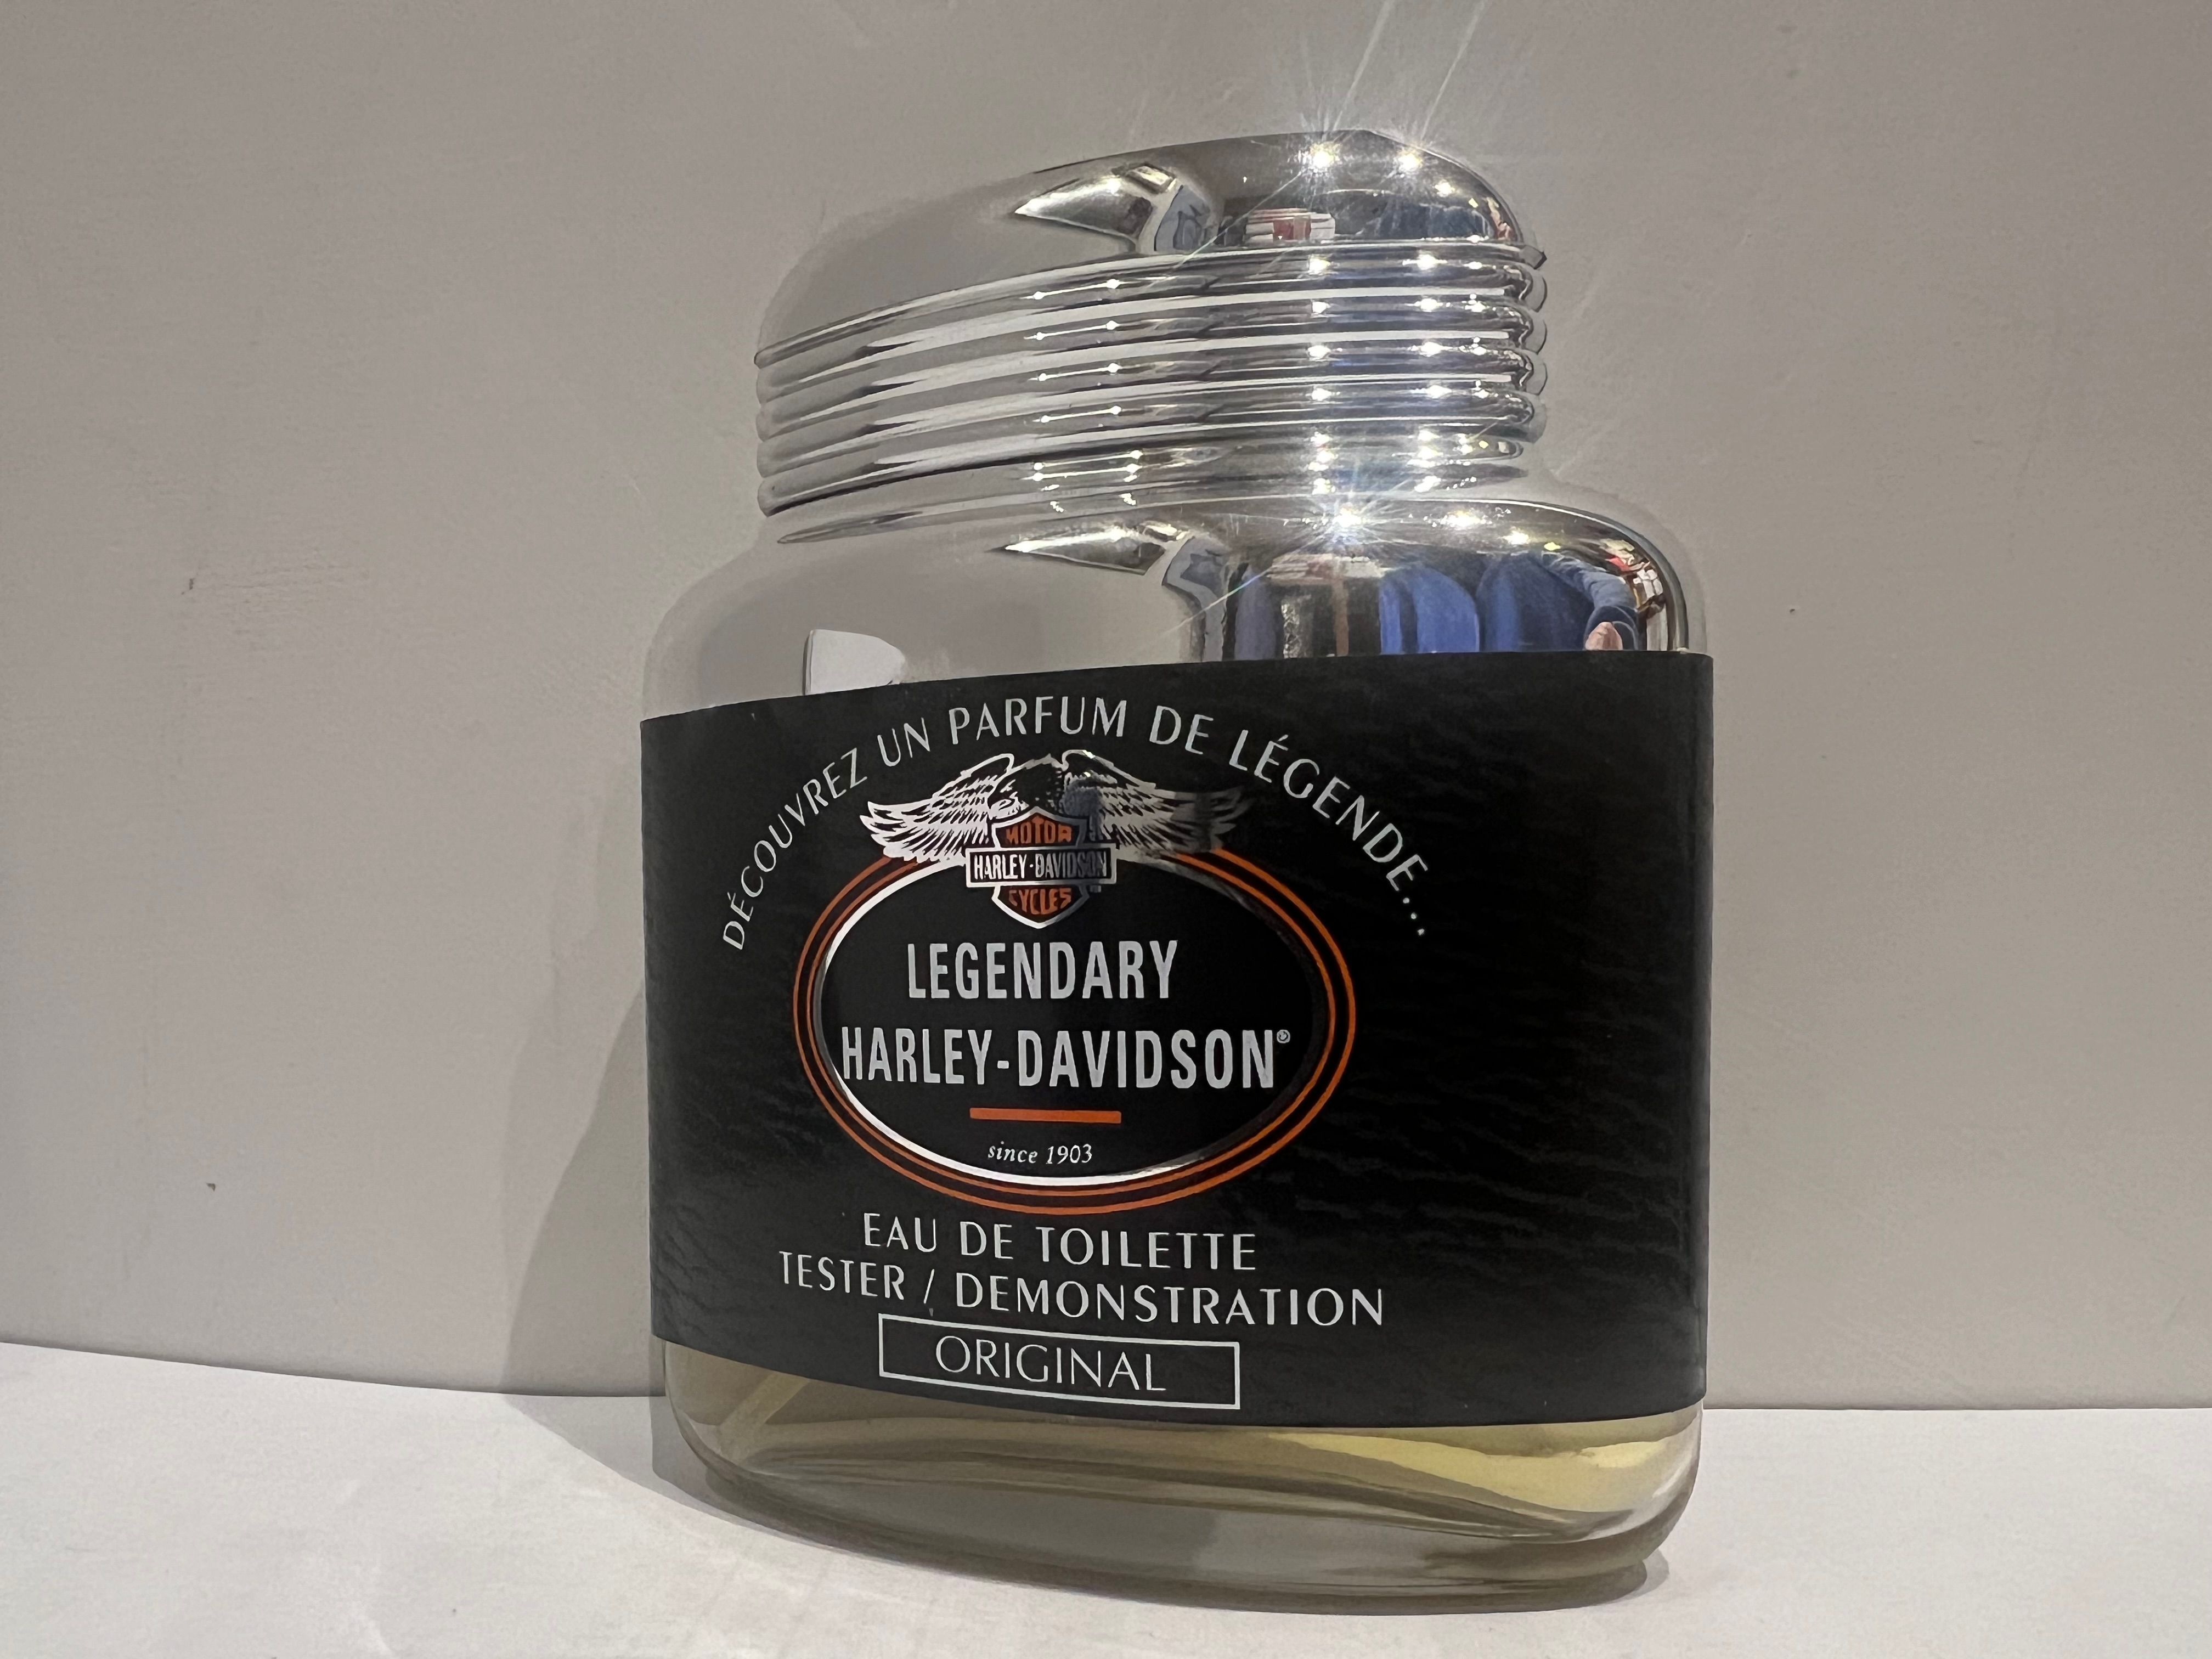 DÉCOUVREZ UN PARFUM DE LÉGENDE...
MOTOR
HARLEY-DAVIDSON
CYCLES
LEGENDARY
HARLEY-DAVIDSON®
since 1903
EAU DE TOILETTE
TESTER / DEMONSTRATION
ORIGINAL